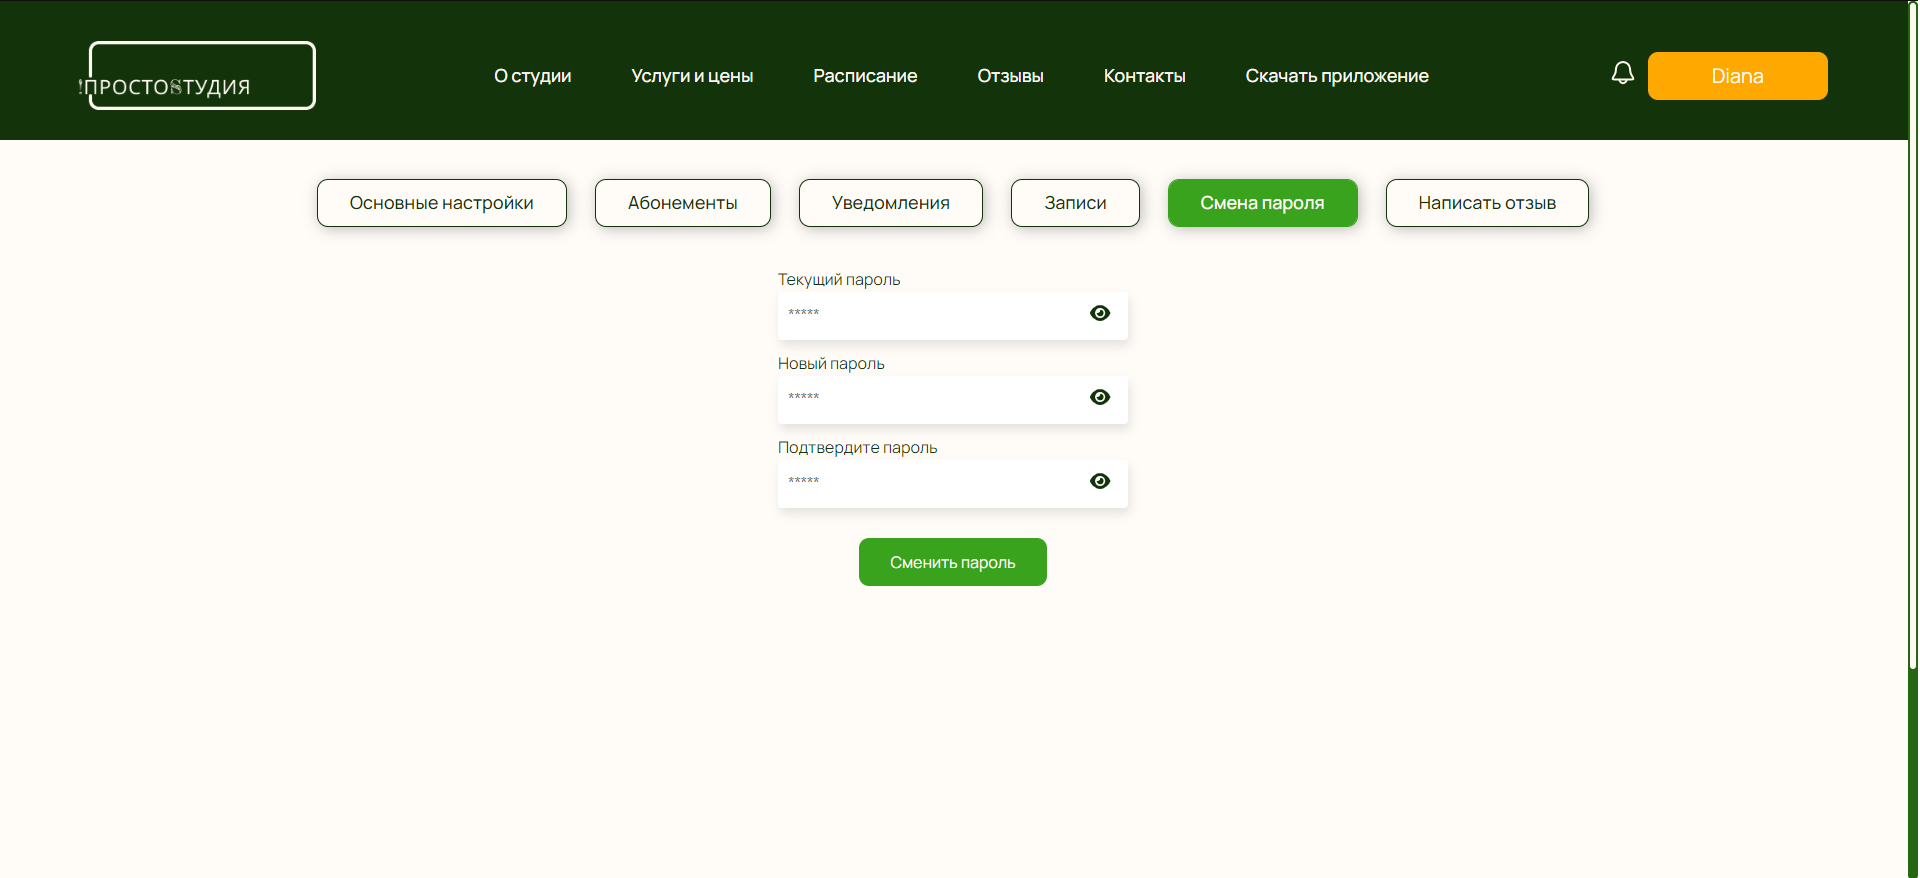 !ПРОСТОSТУДИЯ
О студии
Услуги и цены
Расписание
Отзывы
Контакты
Скачать приложение
Diana
Основные настройки
Абонементы
Уведомления
Записи
Смена пароля
Написать отзыв
Текущий пароль
*****
Новый пароль
*****
Подтвердите пароль
*****
Сменить пароль